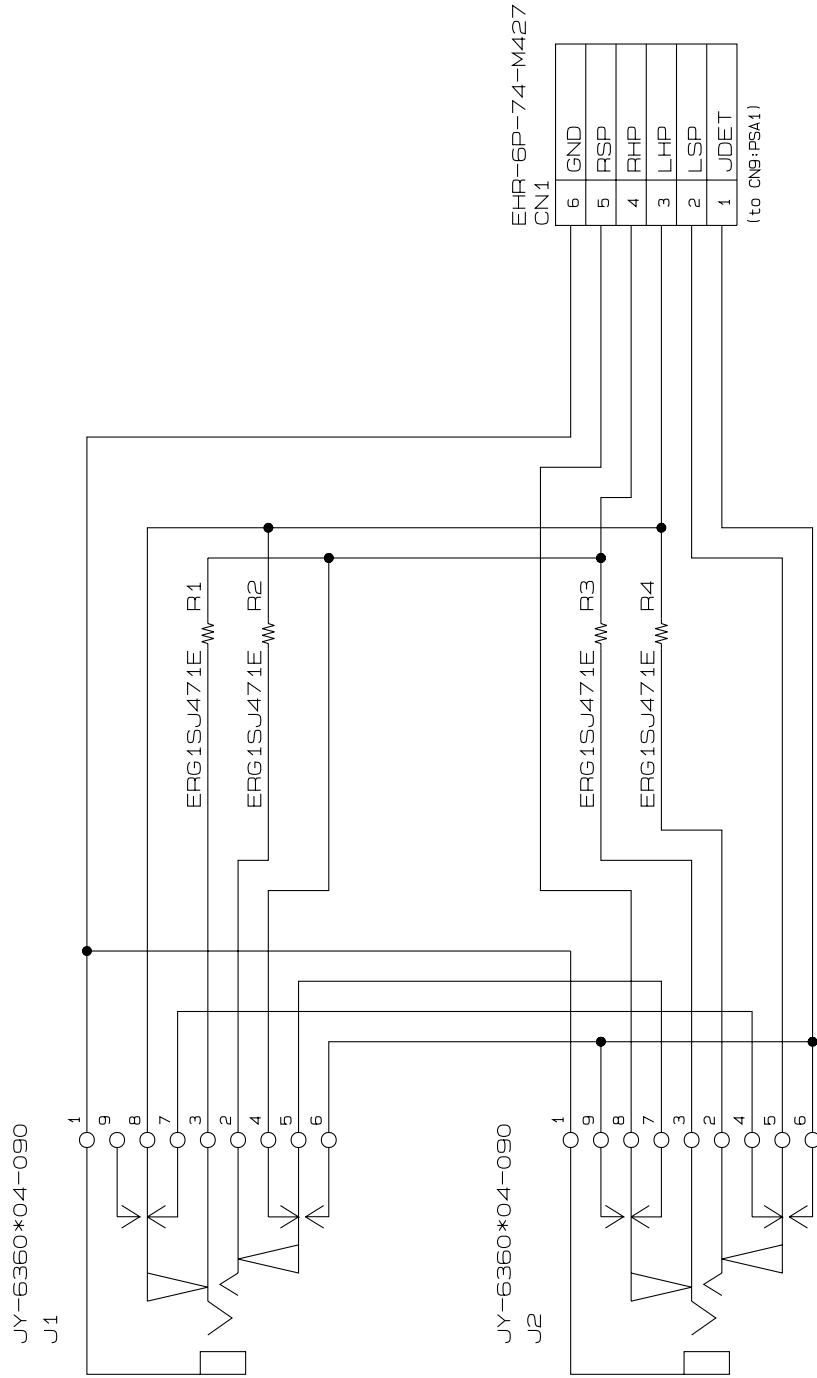 EHR-6P-74-M427
CN1
6 GND
5 RSP
4 RHP
3 LHP
2 LSP
1 JDET
(to CN9:PSA1)
ERG1SJ471E R1
ERG1SJ471E R2
ERG1SJ471E R3
ERG1SJ471E R4
JY-6360*04-090
J1
1
9
8
7
3
2
4
5
6
JY-6360*04-090
J2
1
9
8
7
3
2
4
5
6